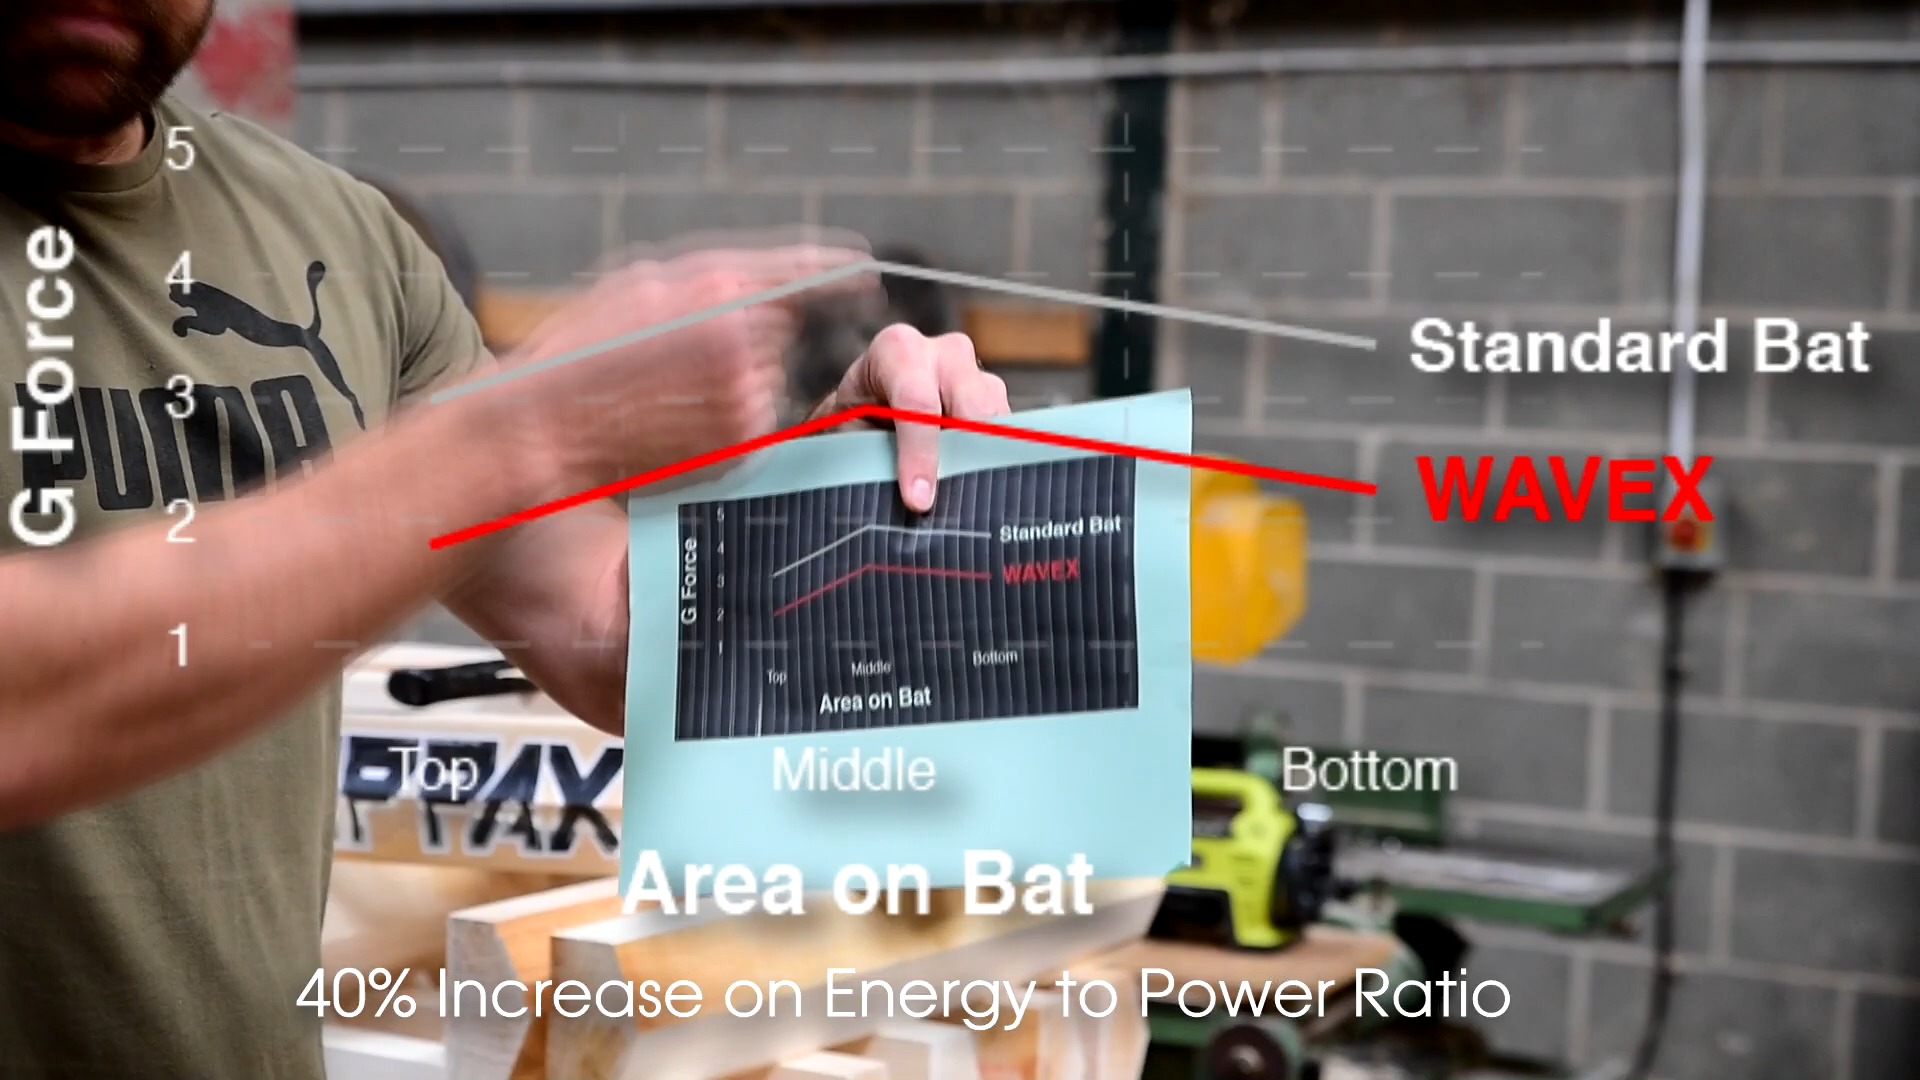 5
4
3
2
1
G Force
PUMA
Standard Bat
WAVEX
5
4
3
2
1
G Force
Standard Bat
WAVEX
Top
Middle
Bottom
Area on Bat
Top
Middle
Bottom
Area on Bat
40% Increase on Energy to Power Ratio